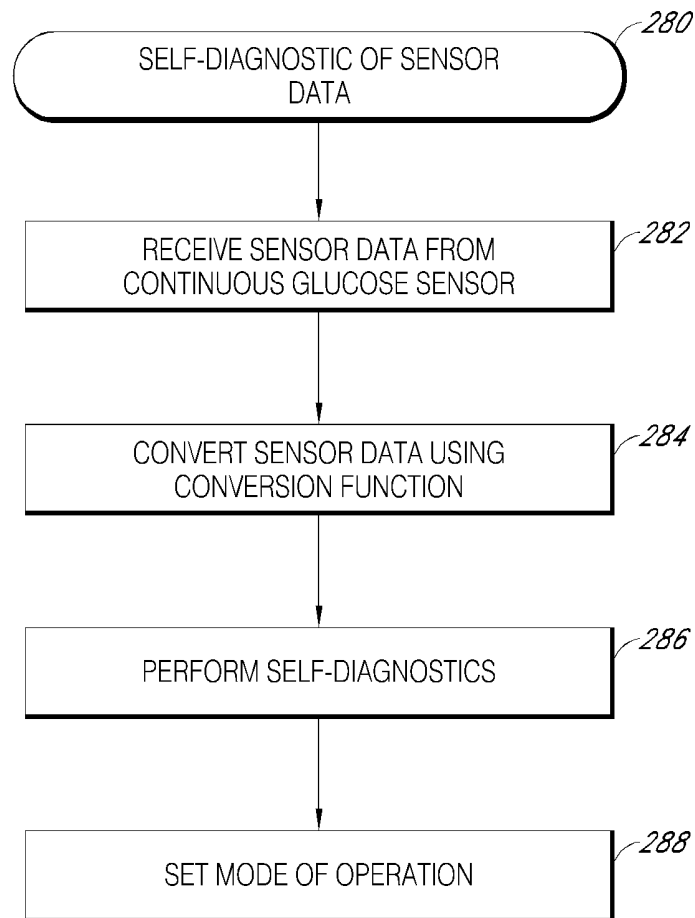 280
SELF-DIAGNOSTIC OF SENSOR
DATA
282
RECEIVE SENSOR DATA FROM
CONTINUOUS GLUCOSE SENSOR
284
CONVERT SENSOR DATA USING
CONVERSION FUNCTION
286
PERFORM SELF-DIAGNOSTICS
288
SET MODE OF OPERATION